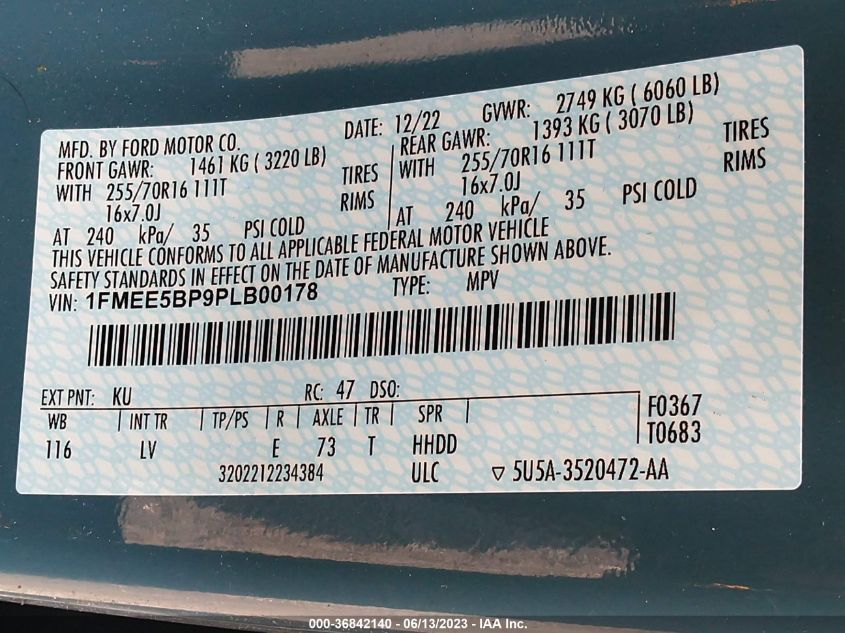 MFD. BY FORD MOTOR CO. DATE: 12/22 GVWR: 2749 KG ( 6060 LB)
FRONT GAWR: 1461 KG ( 3220 LB) REAR GAWR: 1393 KG ( 3070 LB)
WITH 255/70R16 111T TIRES WITH 255/70R16 111T TIRES
16x7.0J RIMS 16x7.0J RIMS
AT 240 kPa/ 35 PSI COLD AT 240 kPa/ 35 PSI COLD
THIS VEHICLE CONFORMS TO ALL APPLICABLE FEDERAL MOTOR VEHICLE
SAFETY STANDARDS IN EFFECT ON THE DATE OF MANUFACTURE SHOWN ABOVE.
VIN: 1FMEE5BP9PLB00178 TYPE: MPV
EXT PNT: KU RC: 47 DSO:
WB INT TR TP/PS R AXLE TR SPR F0367
116 LV E 73 T HHDD T0683
3202212234384 ULC ▽ 5U5A-3520472-AA
000-36842140 - 06/13/2023 - IAA Inc.